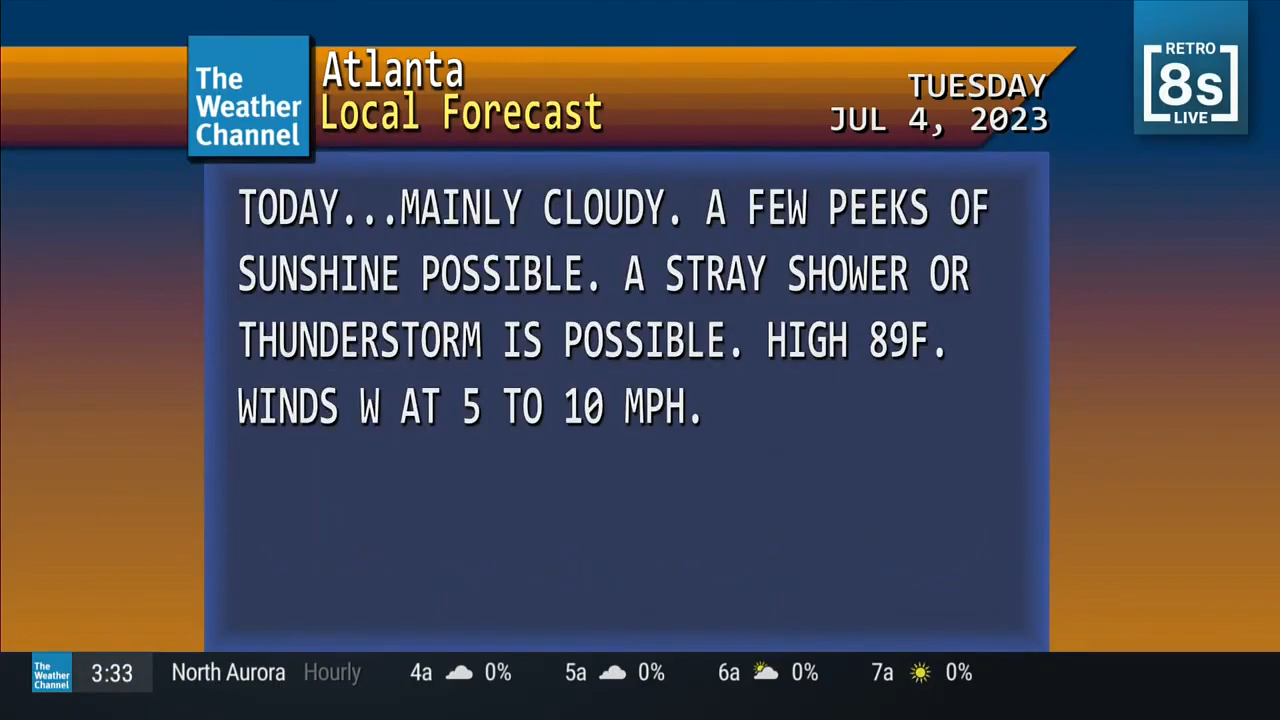 The
Weather
Channel
Atlanta
Local Forecast
TUESDAY
JUL 4, 2023
RETRO
8s
LIVE
TODAY...MAINLY CLOUDY. A FEW PEEKS OF
SUNSHINE POSSIBLE. A STRAY SHOWER OR
THUNDERSTORM IS POSSIBLE. HIGH 89F.
WINDS W AT 5 TO 10 MPH.
The
Weather
Channel
3:33 North Aurora Hourly 4a 0% 5a 0% 6a 0% 7a 0%